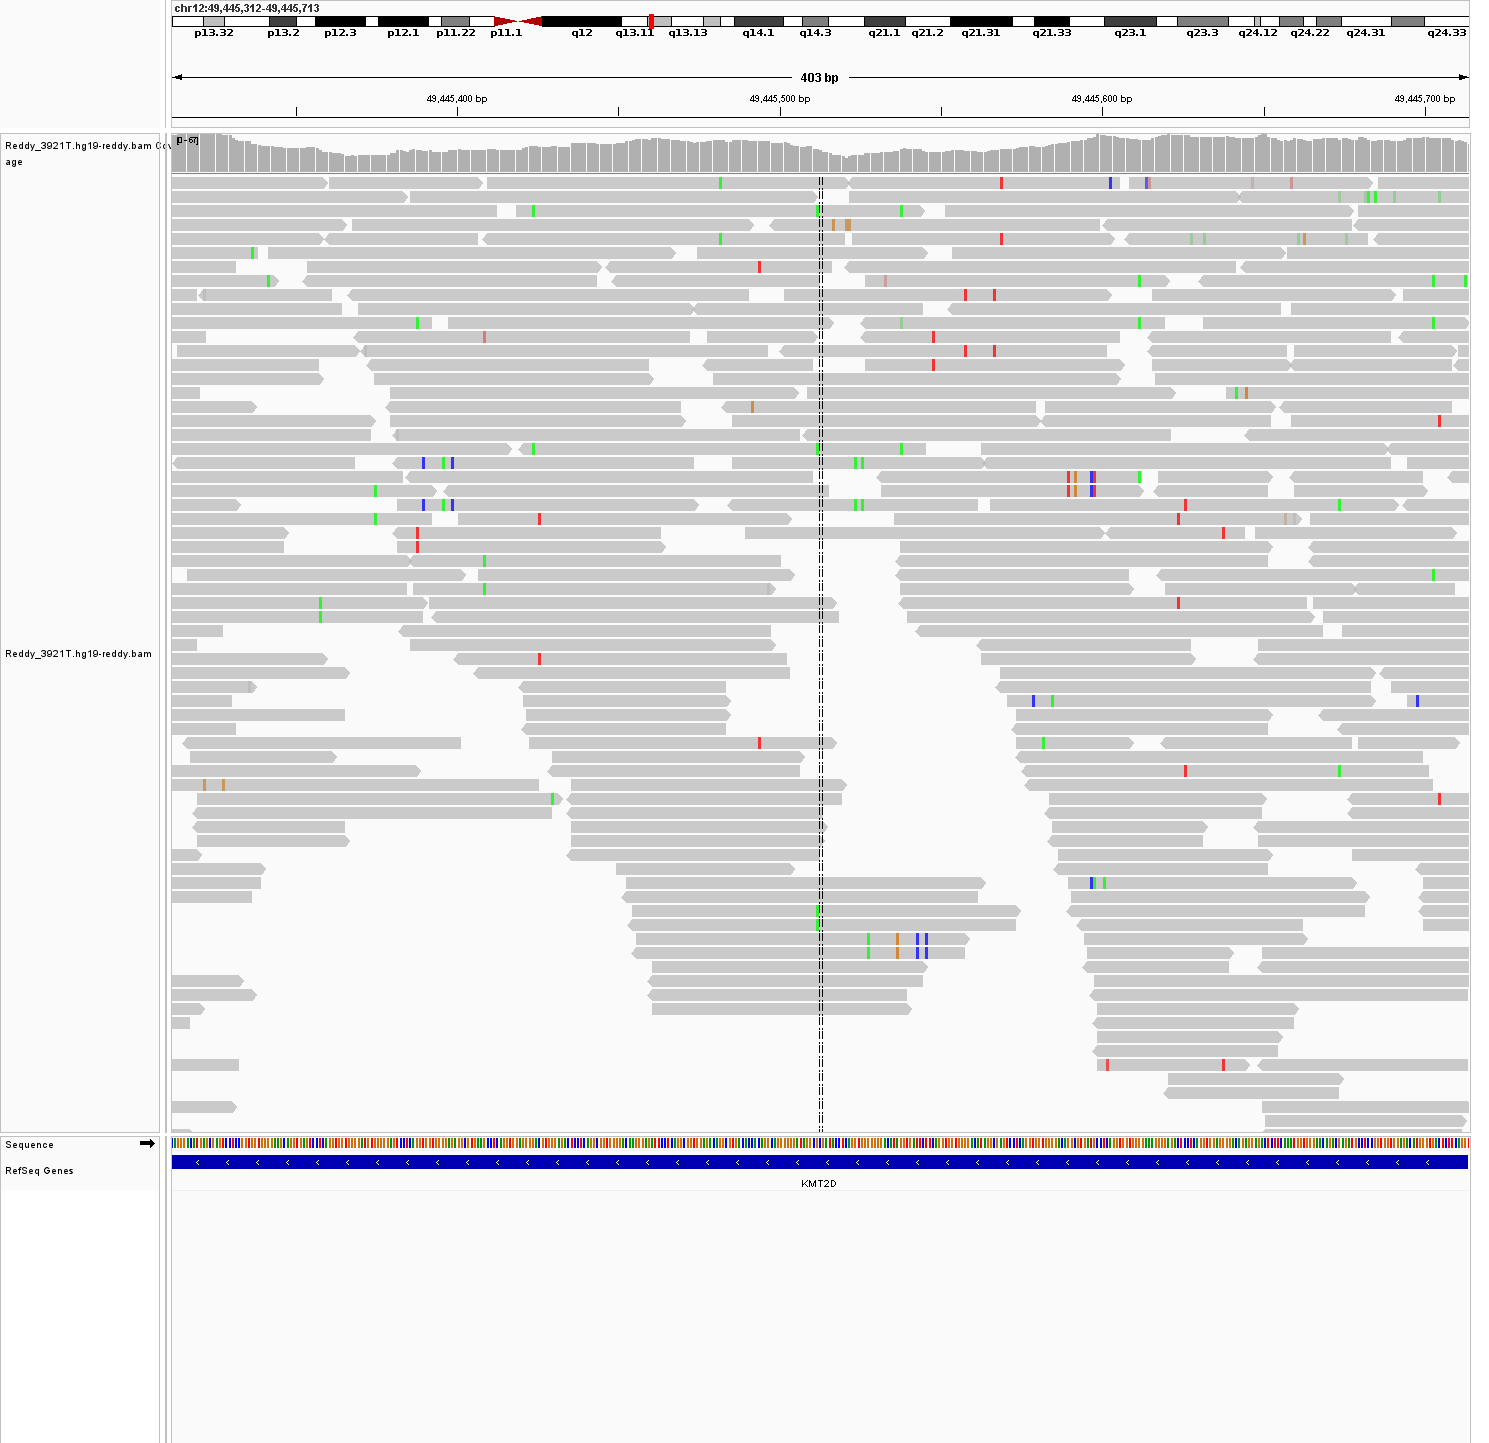 chr12:49,445,312-49,445,713
p13.32 p13.2 p12.3 p12.1 p11.22 p11.1 q12 q13.11 q13.13 q14.1 q14.3 q21.1 q21.2 q21.31 q21.33 q23.1 q23.3 q24.12 q24.22 q24.31 q24.33
403 bp
49,445,400 bp 49,445,500 bp 49,445,600 bp 49,445,700 bp
[0 - 67]
Reddy_3921T.hg19-reddy.bam Cov
age
Reddy_3921T.hg19-reddy.bam
Sequence
RefSeq Genes
KMT2D